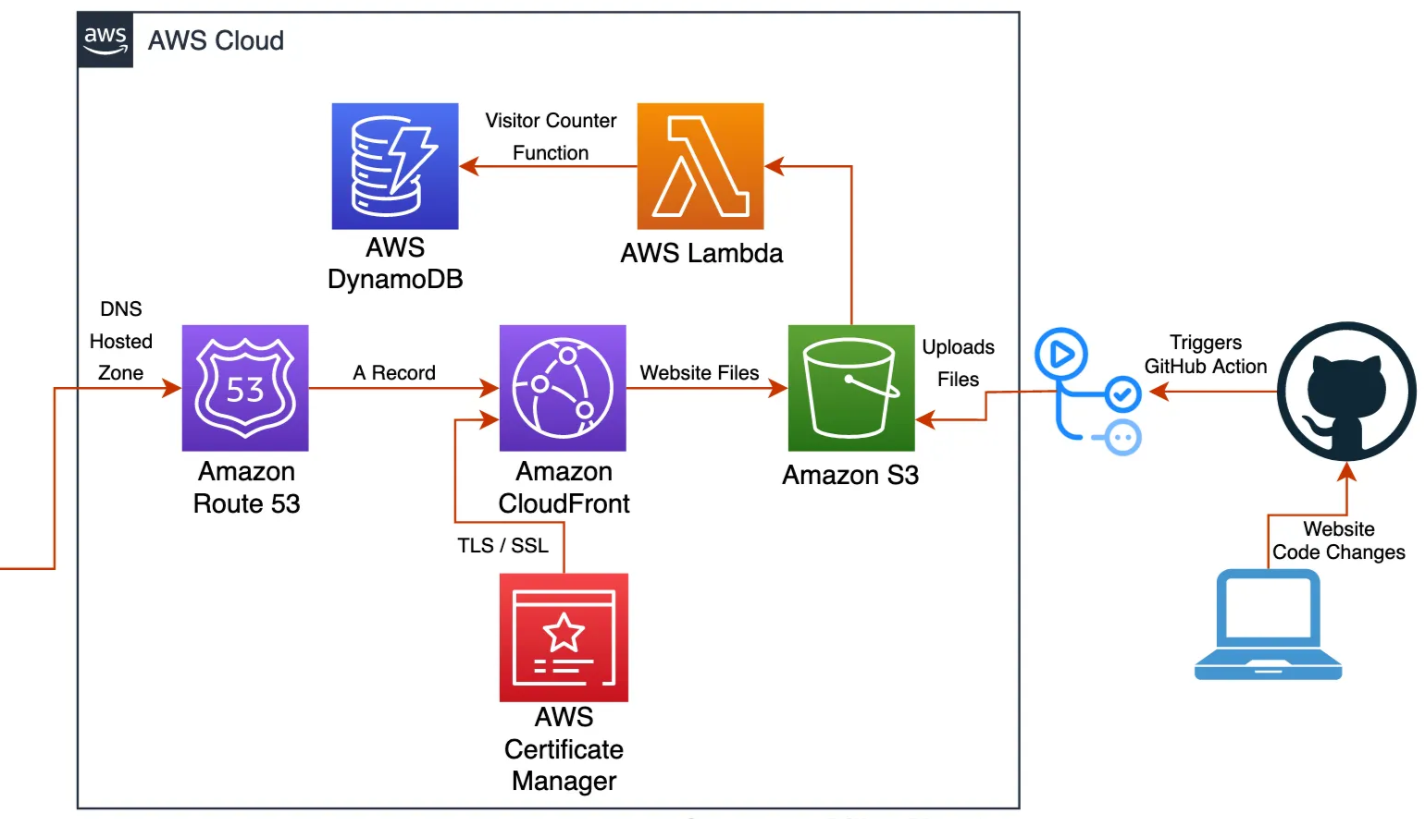 aws
AWS Cloud
Visitor Counter
Function
AWS
DynamoDB
AWS Lambda
DNS
Hosted
Zone
53
Amazon
Route 53
A Record
Amazon
CloudFront
Website Files
Amazon S3
Uploads
Files
Triggers
GitHub Action
Website
Code Changes
TLS / SSL
AWS
Certificate
Manager